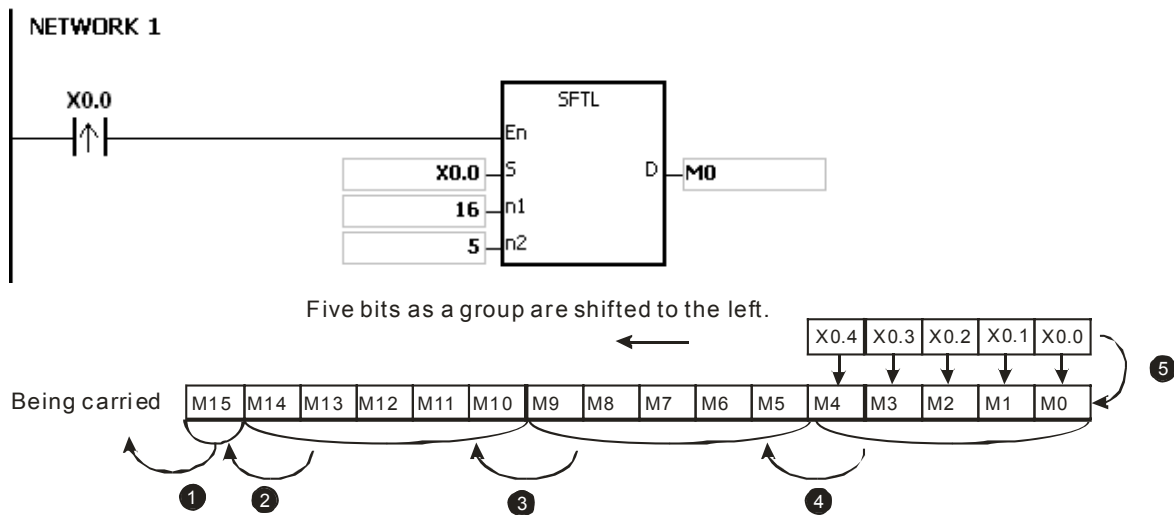 NETWORK 1
X0.0
SFTL
En
X0.0 S D M0
16 n1
5 n2
Five bits as a group are shifted to the left.
X0.4 X0.3 X0.2 X0.1 X0.0
5
Being carried M15 M14 M13 M12 M11 M10 M9 M8 M7 M6 M5 M4 M3 M2 M1 M0
1 2 3 4